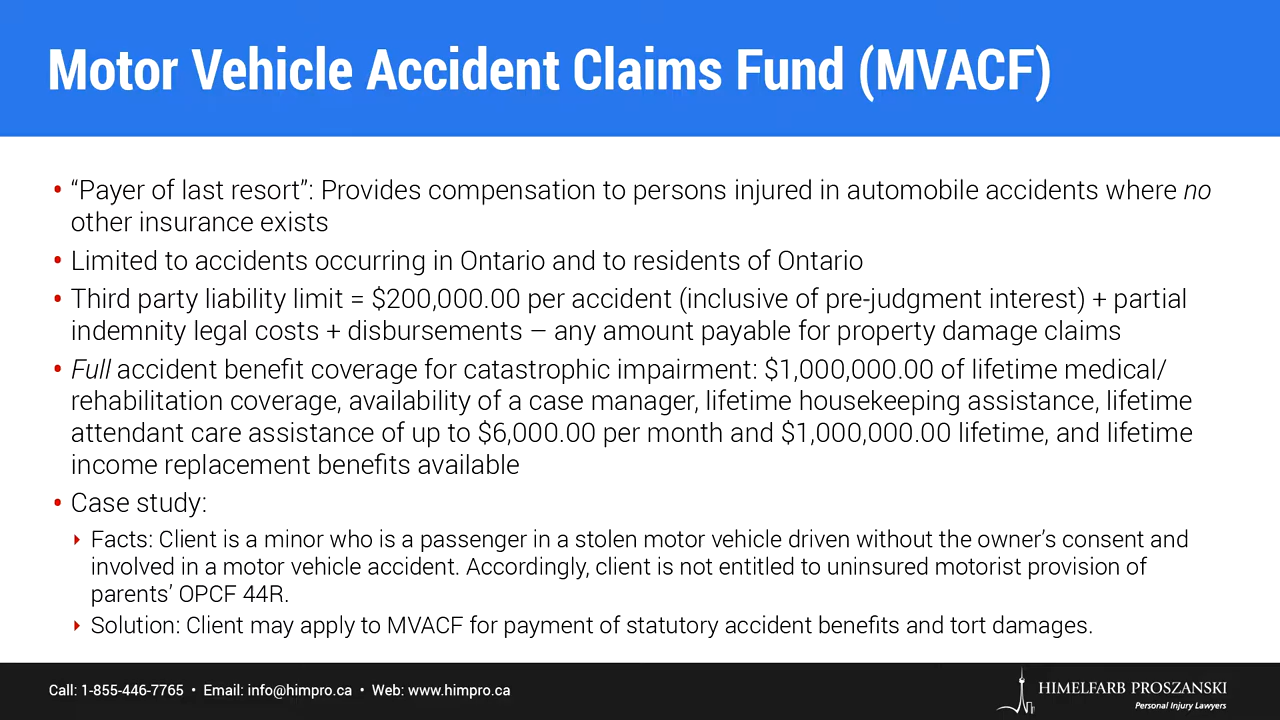 Motor Vehicle Accident Claims Fund (MVACF)
• “Payer of last resort”: Provides compensation to persons injured in automobile accidents where no
other insurance exists
• Limited to accidents occurring in Ontario and to residents of Ontario
• Third party liability limit = $200,000.00 per accident (inclusive of pre-judgment interest) + partial
indemnity legal costs + disbursements – any amount payable for property damage claims
• Full accident benefit coverage for catastrophic impairment: $1,000,000.00 of lifetime medical/
rehabilitation coverage, availability of a case manager, lifetime housekeeping assistance, lifetime
attendant care assistance of up to $6,000.00 per month and $1,000,000.00 lifetime, and lifetime
income replacement benefits available
• Case study:
‣ Facts: Client is a minor who is a passenger in a stolen motor vehicle driven without the owner’s consent and
involved in a motor vehicle accident. Accordingly, client is not entitled to uninsured motorist provision of
parents’ OPCF 44R.
‣ Solution: Client may apply to MVACF for payment of statutory accident benefits and tort damages.
Call: 1-855-446-7765 • Email: info@himpro.ca • Web: www.himpro.ca
HIMELFARB PROSZANSKI
Personal Injury Lawyers